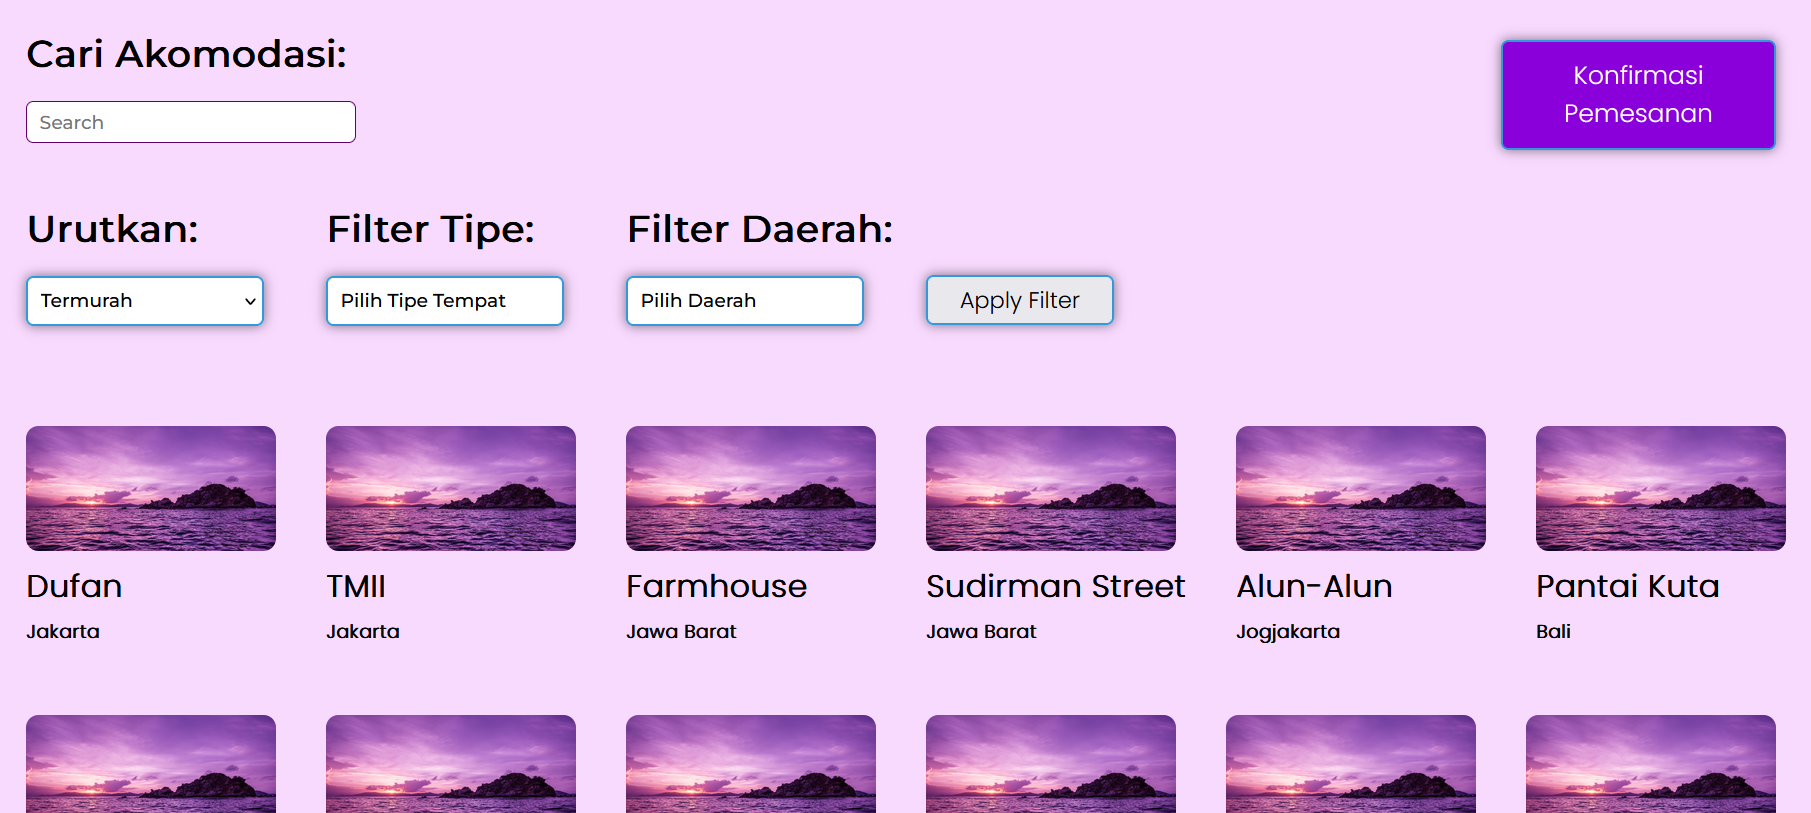 Cari Akomodasi:
Search
Konfirmasi
Pemesanan
Urutkan:
Filter Tipe:
Filter Daerah:
Termurah
Pilih Tipe Tempat
Pilih Daerah
Apply Filter
Dufan
Jakarta
TMII
Jakarta
Farmhouse
Jawa Barat
Sudirman Street
Jawa Barat
Alun-Alun
Jogjakarta
Pantai Kuta
Bali